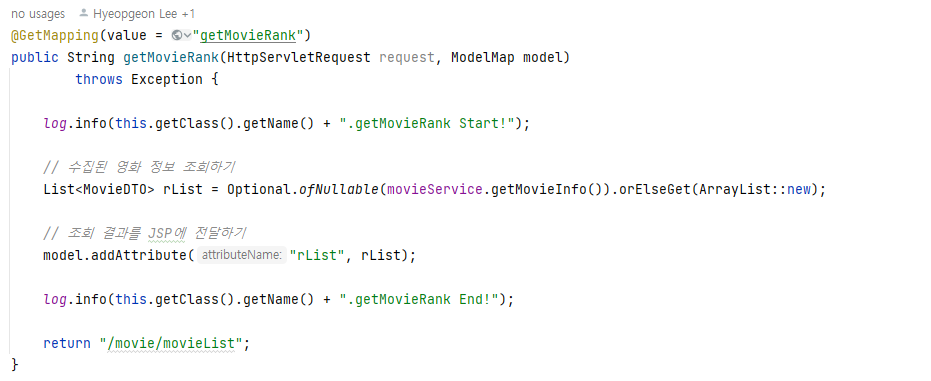 no usages Hyeopgeon Lee +1
@GetMapping(value = "getMovieRank")
public String getMovieRank(HttpServletRequest request, ModelMap model)
throws Exception {
log.info(this.getClass().getName() + ".getMovieRank Start!");
// 수집된 영화 정보 조회하기
List<MovieDTO> rList = Optional.ofNullable(movieService.getMovieInfo()).orElseGet(ArrayList::new);
// 조회 결과를 JSP에 전달하기
model.addAttribute( attributeName: "rList", rList);
log.info(this.getClass().getName() + ".getMovieRank End!");
return "/movie/movieList";
}